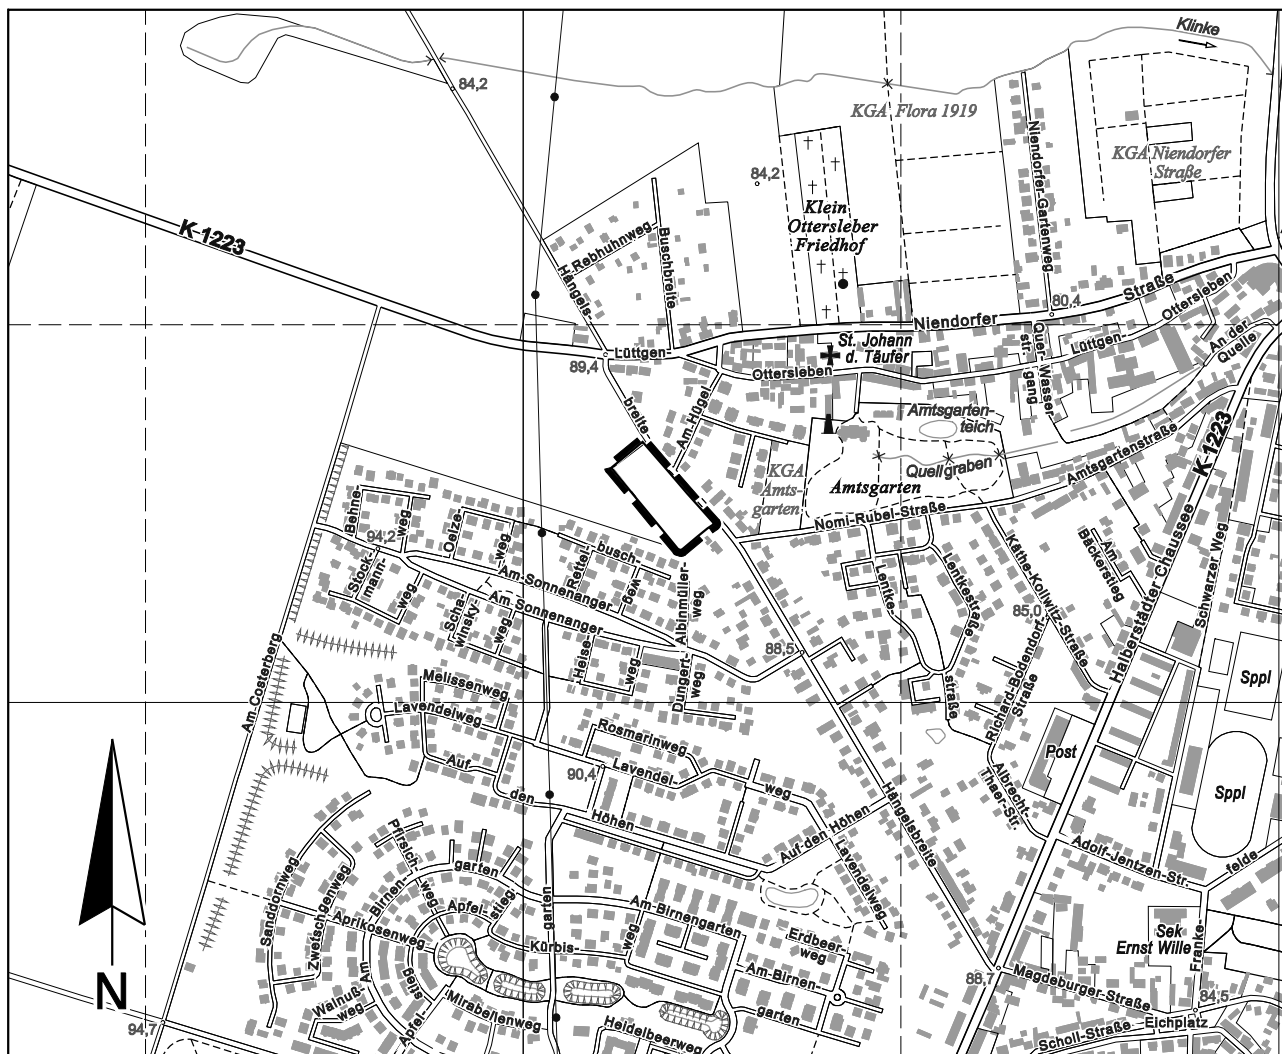 Klinke
84,2
KGA Flora 1919
Niendorfer-Gartenweg
KGA Niendorfer
Straße
84,2
Klein
Ottersleber
Friedhof
K 1223
Rebhuhnweg
Buschbreite
Hängels-
breite
80,4
Niendorfer
Straße
Lüttgen-
Ottersleben
89,4
St. Johann
d. Täufer
Quer-
str.
Wasser-
gang
Lüttgen-
Ottersleben
An der
Quelle
Am Hügel
Amtsgarten-
teich
Quellgraben
KGA
Amts-
garten
Amtsgarten
Amtsgartenstraße
K 1223
Nomi-Rubel-Straße
Behne-
weg
94,2
Oelze-
weg
Stock-
mann-
weg
Am Sonnenanger
Am Sonnenanger
Rettel-
busch-
weg
Scha-
winsky-
weg
Heise-
weg
Albinmüller-
weg
Dungert-
weg
88,5
Lentke-
straße
Lentkestraße
Käthe-Kollwitz-Straße
Am
Bäckerstieg
85,0
Richard-Bodendorf-
Straße
Halberstädter Chaussee
Schwarzer Weg
Sppl
Sppl
Post
Am Costerberg
Melissenweg
Lavendelweg
Rosmarinweg
Lavendel-
weg
90,4
Auf
den
Höhen
Auf den Höhen
Hängelsbreite
Lavendelweg
Albrecht-
Thaer-Str.
Adolf-Jentzen-Str.
Franke-
felde
Sanddornweg
Zwetschgenweg
Pfirsich-
weg
Birnen-
garten
Am
Aprikosenweg
Apfel-
stieg
Apfel-
Kürbis-
weg
garten
Am Birnengarten
Erdbeer-
weg
Am Birnen-
garten
Walnuß-
weg
Mirabellenweg
Heidelbeerweg
Sek
Ernst Wille
88,7
Magdeburger-Straße
84,5
Eichplatz
Scholl-Straße
94,7
N